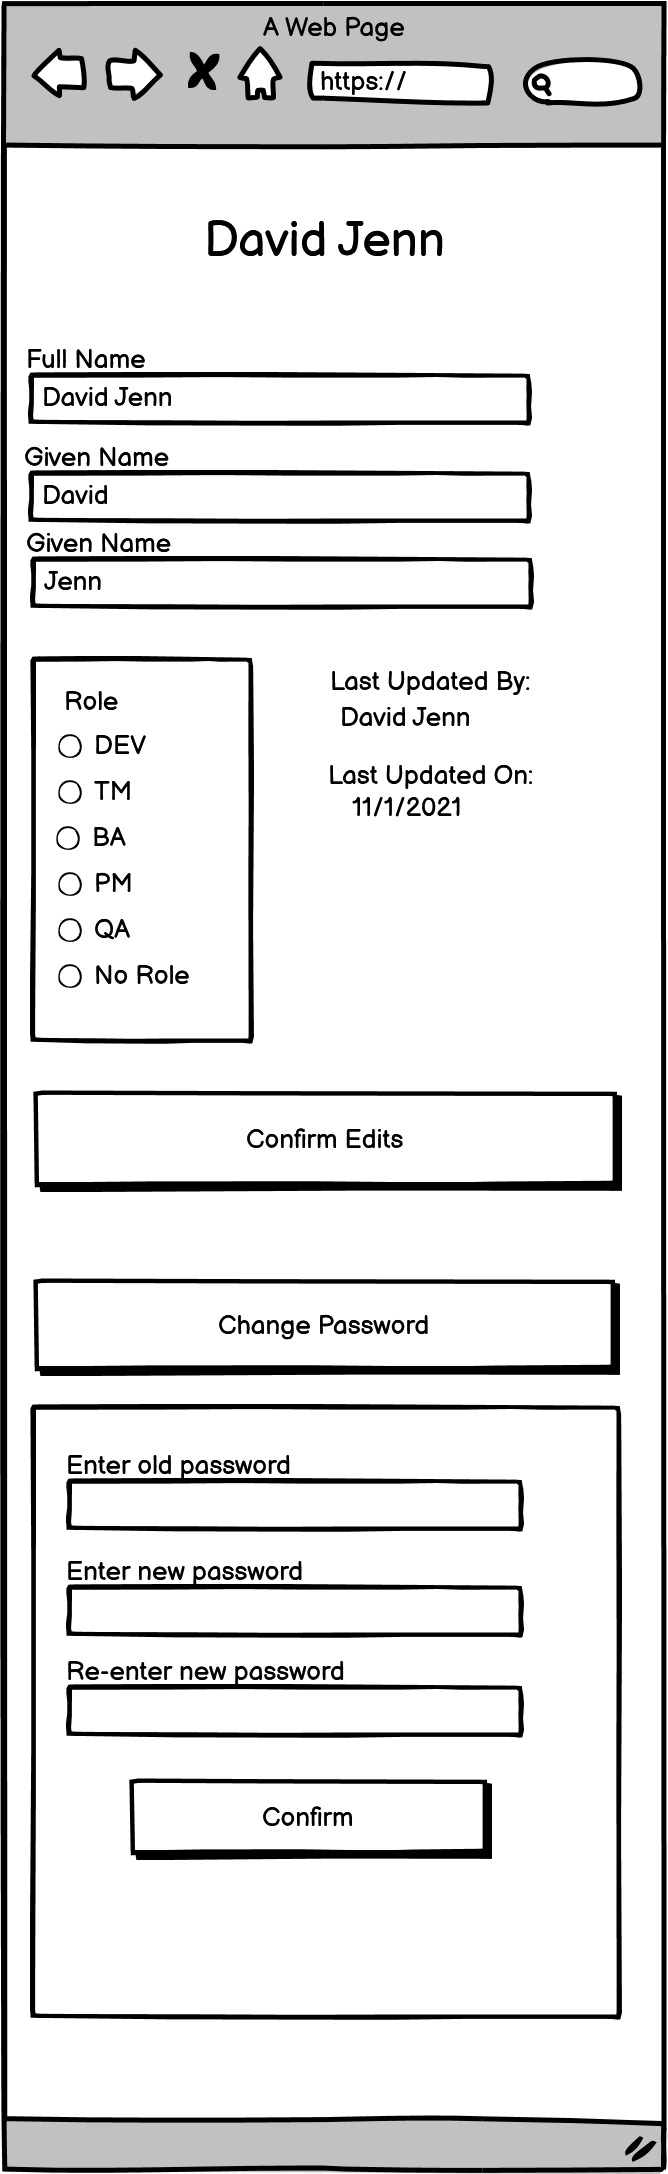 A Web Page
https://
David Jenn
Full Name
David Jenn
Given Name
David
Given Name
Jenn
Role
DEV
TM
BA
PM
QA
No Role
Last Updated By:
David Jenn
Last Updated On:
11/1/2021
Confirm Edits
Change Password
Enter old password
Enter new password
Re-enter new password
Confirm